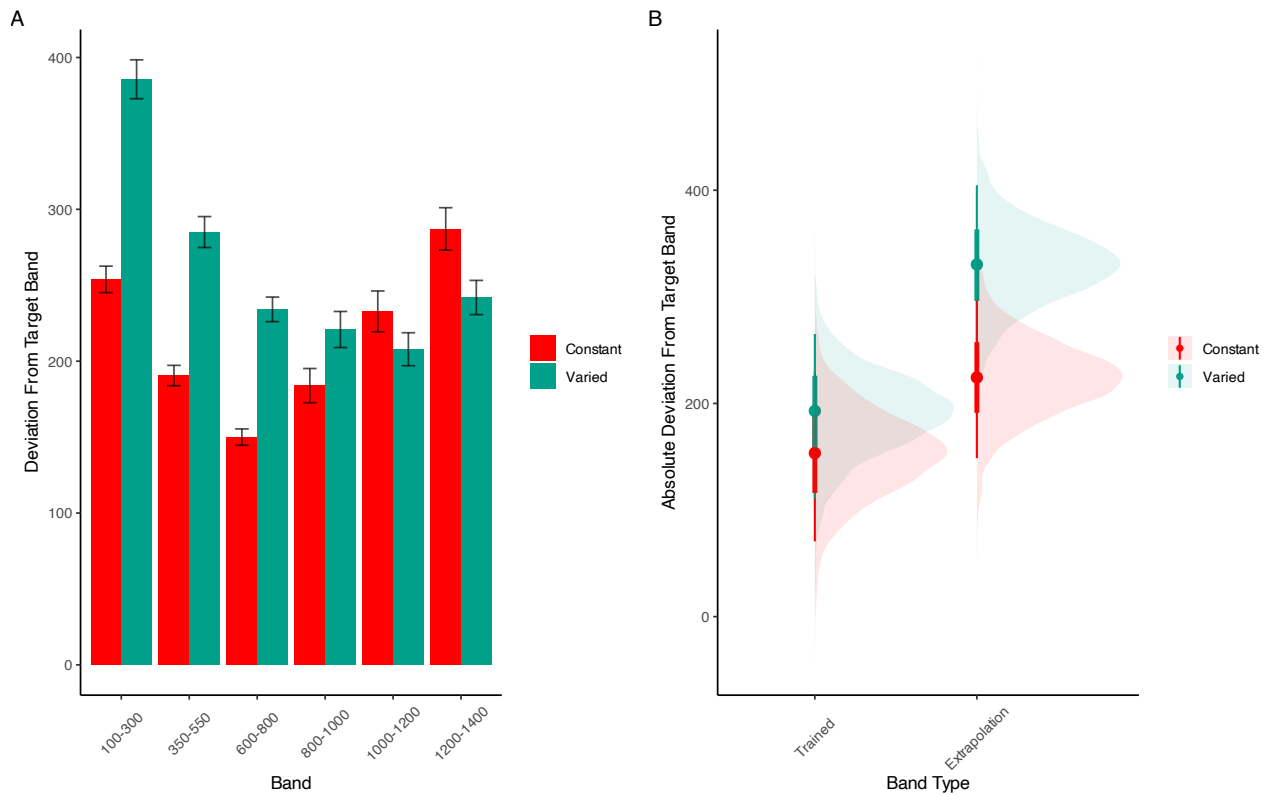 A
Deviation From Target Band
400
300
200
100
0
100-300
350-550
600-800
800-1000
1000-1200
1200-1400
Band
Constant
Varied
B
Absolute Deviation From Target Band
400
200
0
Trained
Extrapolation
Band Type
Constant
Varied